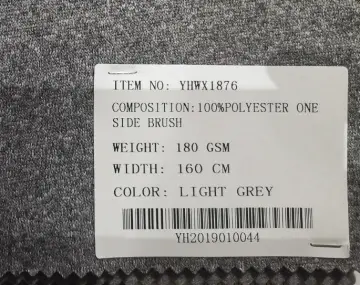 ITEM NO: YHWX1876
COMPOSITION:100%POLYESTER ONE
SIDE BRUSH
WEIGHT: 180 GSM
WIDTH: 160 CM
COLOR: LIGHT GREY
YH2019010044